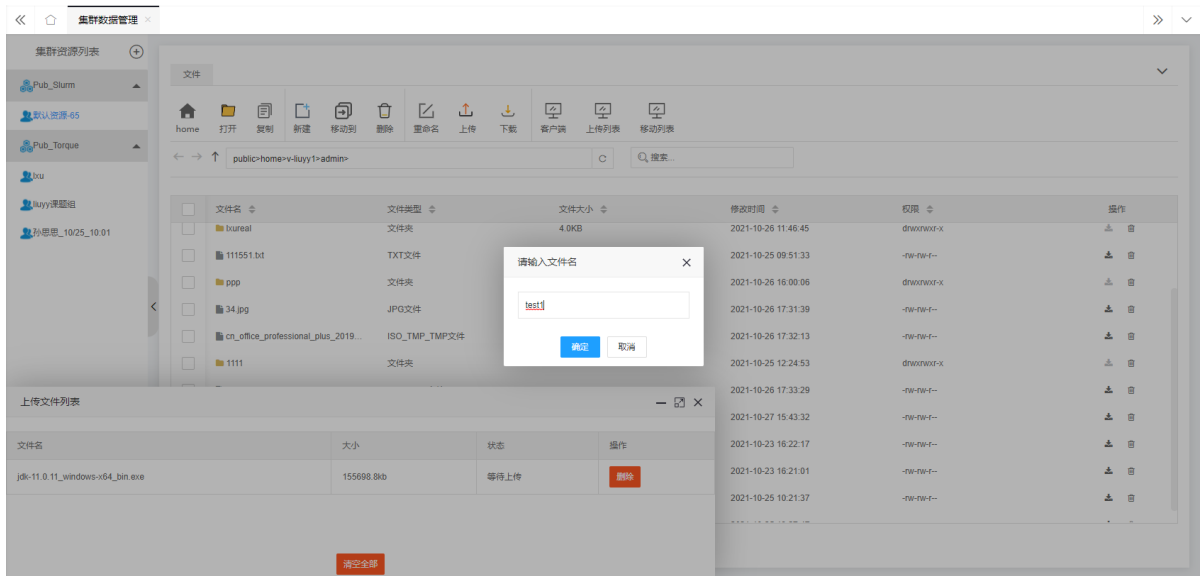 集群数据管理
集群资源列表
Pub_Slurm
默认资源-65
Pub_Torque
lxu
liuyy课题组
孙思思_10/25_10:01
文件
home 打开 复制 新建 移动到 删除 重命名 上传 下载 客户端 上传列表 移动列表
public>home>v-liuyy1>admin> 搜索...
文件名 文件类型 文件大小 修改时间 权限 操作
lxureal 文件夹 4.0KB 2021-10-26 11:46:45 drwxrwxr-x
111551.txt TXT文件 2021-10-25 09:51:33 -rw-rw-r--
ppp 文件夹 2021-10-26 16:00:06 drwxrwxr-x
34.jpg JPG文件 2021-10-26 17:31:39 -rw-rw-r--
cn_office_professional_plus_2019... ISO_TMP_TMP文件 2021-10-26 17:32:13 -rw-rw-r--
1111 文件夹 2021-10-25 12:24:53 drwxrwxr-x
2021-10-26 17:33:29 -rw-rw-r--
2021-10-27 15:43:32 -rw-rw-r--
2021-10-23 16:22:17 -rw-rw-r--
2021-10-23 16:21:01 -rw-rw-r--
2021-10-25 10:21:37 -rw-rw-r--
请输入文件名
test1
确定 取消
上传文件列表
文件名 大小 状态 操作
jdk-11.0.11_windows-x64_bin.exe 155698.8kb 等待上传 删除
清空全部